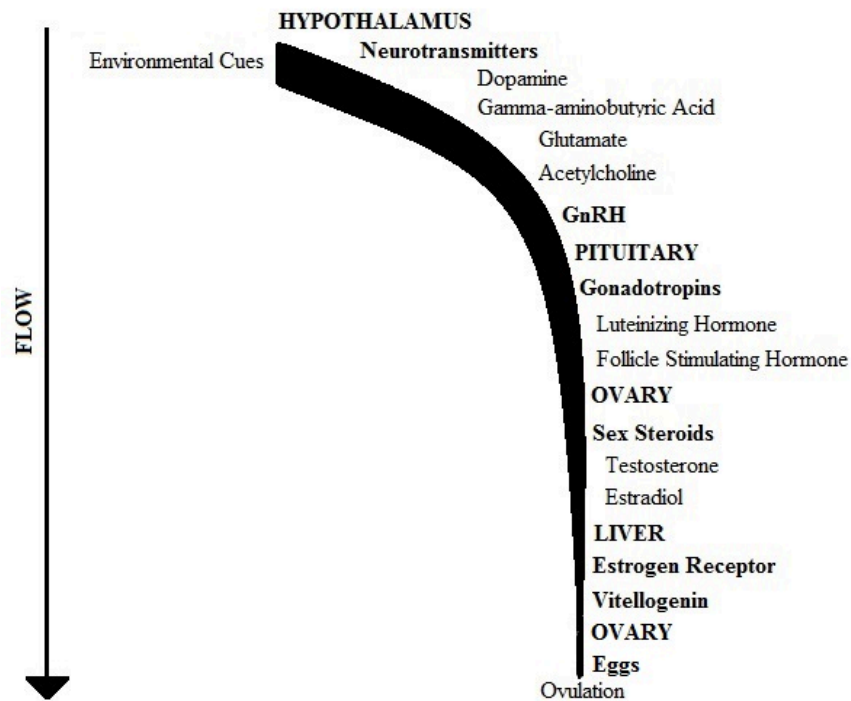 HYPOTHALAMUS
Neurotransmitters
Environmental Cues
Dopamine
Gamma-aminobutyric Acid
Glutamate
Acetylcholine
GnRH
PITUITARY
Gonadotropins
FLOW
Luteinizing Hormone
Follicle Stimulating Hormone
OVARY
Sex Steroids
Testosterone
Estradiol
LIVER
Estrogen Receptor
Vitellogenin
OVARY
Eggs
Ovulation